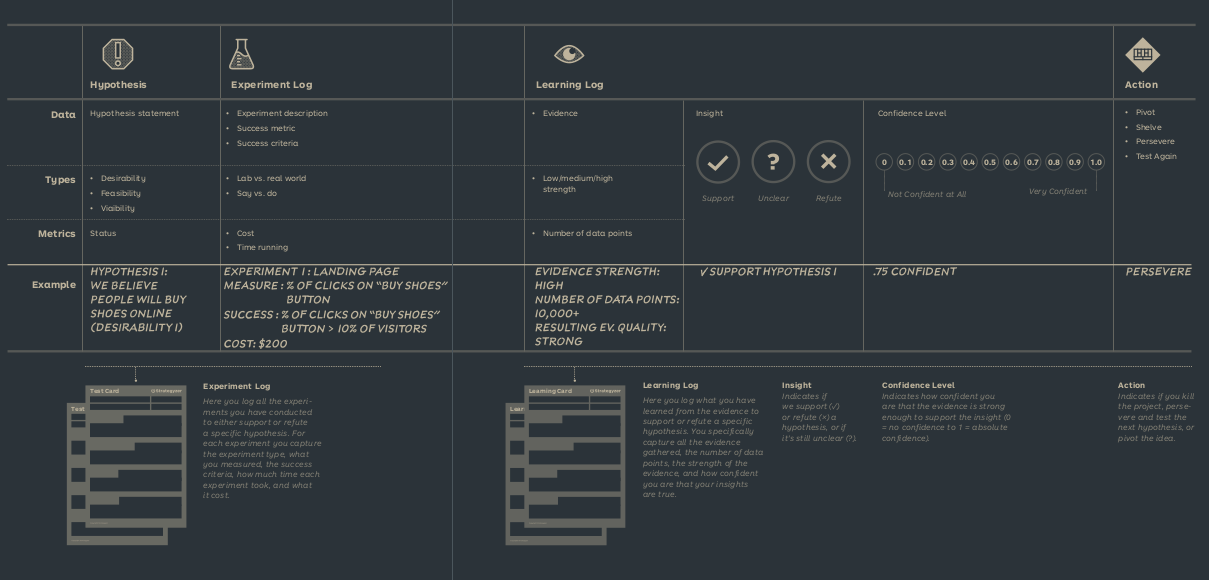 Hypothesis
Experiment Log
Learning Log
Action
Data
Hypothesis statement
• Experiment description
• Success metric
• Success criteria
• Evidence
Insight
Support
Unclear
Refute
Confidence Level
0 0.1 0.2 0.3 0.4 0.5 0.6 0.7 0.8 0.9 1.0
Not Confident at All
Very Confident
• Pivot
• Shelve
• Persevere
• Test Again
Types
• Desirability
• Feasibility
• Viaibility
• Lab vs. real world
• Say vs. do
• Low/medium/high
strength
Metrics
Status
• Cost
• Time running
• Number of data points
Example
HYPOTHESIS 1:
WE BELIEVE
PEOPLE WILL BUY
SHOES ONLINE
(DESIRABILITY 1)
EXPERIMENT 1 : LANDING PAGE
MEASURE : % OF CLICKS ON “BUY SHOES”
BUTTON
SUCCESS : % OF CLICKS ON “BUY SHOES”
BUTTON > 10% OF VISITORS
COST: $200
EVIDENCE STRENGTH:
HIGH
NUMBER OF DATA POINTS:
10,000+
RESULTING EV. QUALITY:
STRONG
✓ SUPPORT HYPOTHESIS 1
.75 CONFIDENT
PERSEVERE
Test
Test Card
©Strategyzer
Experiment Log
Here you log all the experi-
ments you have conducted
to either support or refute
a specific hypothesis. For
each experiment you capture
the experiment type, what
you measured, the success
criteria, how much time each
experiment took, and what
it cost.
Lear
Learning Card
©Strategyzer
Learning Log
Here you log what you have
learned from the evidence to
support or refute a specific
hypothesis. You specifically
capture all the evidence
gathered, the number of data
points, the strength of the
evidence, and how confident
you are that your insights
are true.
Insight
Indicates if
we support (√)
or refute (×) a
hypothesis, or if
it's still unclear (?).
Confidence Level
Indicates how confident you
are that the evidence is strong
enough to support the insight (0
= no confidence to 1 = absolute
confidence).
Action
Indicates if you kill
the project, perse-
vere and test the
next hypothesis, or
pivot the idea.